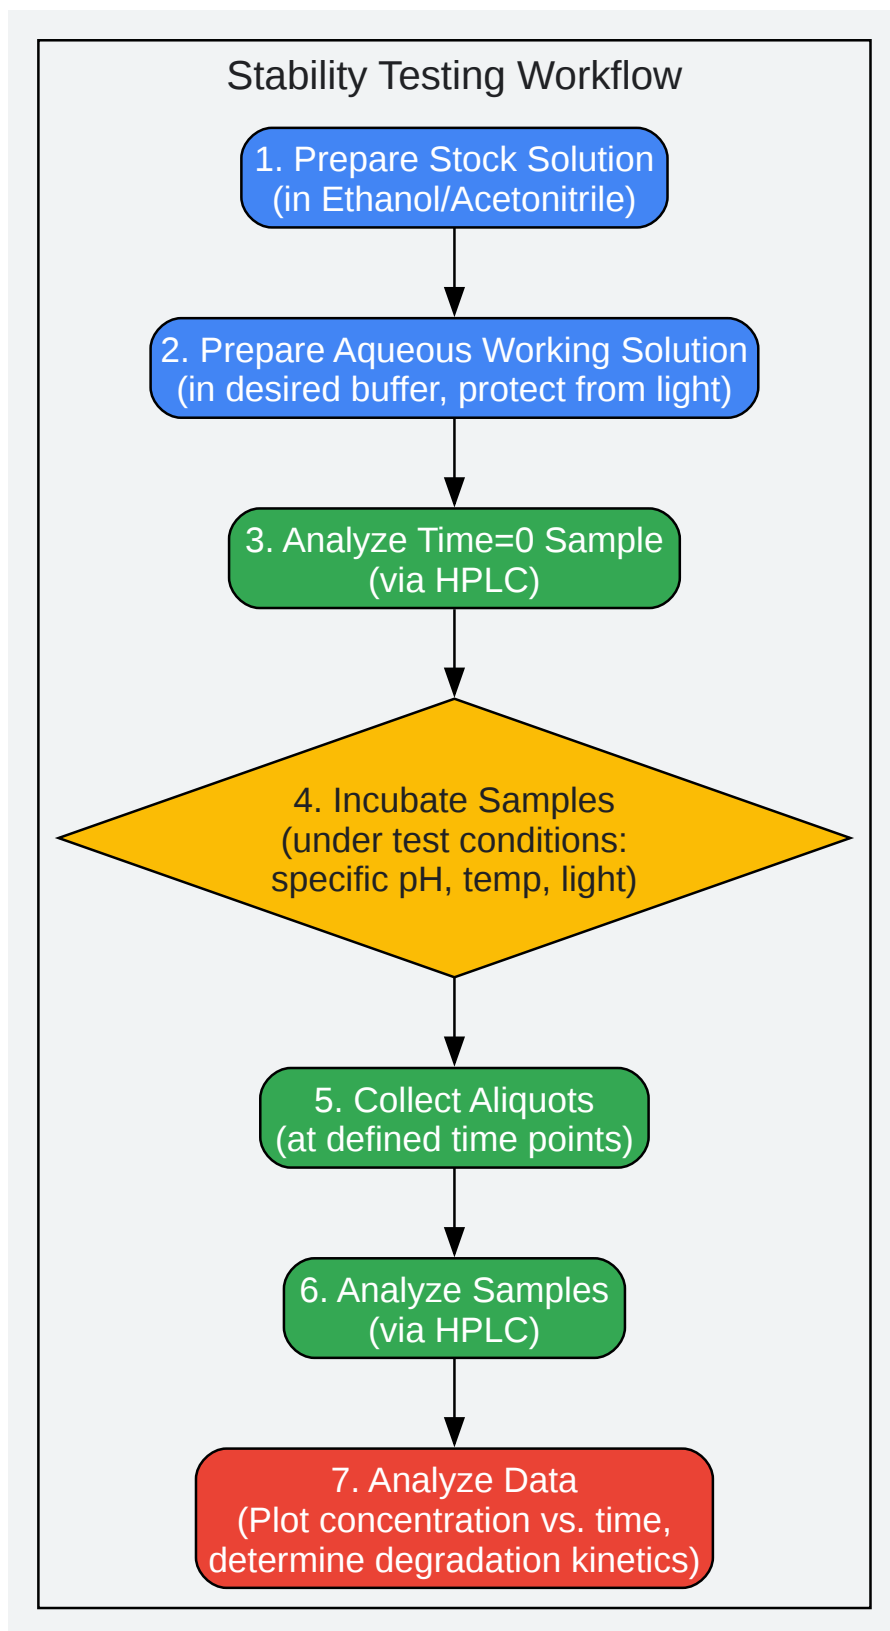 Stability Testing Workflow
1. Prepare Stock Solution
(in Ethanol/Acetonitrile)
2. Prepare Aqueous Working Solution
(in desired buffer, protect from light)
3. Analyze Time=0 Sample
(via HPLC)
4. Incubate Samples
(under test conditions:
specific pH, temp, light)
5. Collect Aliquots
(at defined time points)
6. Analyze Samples
(via HPLC)
7. Analyze Data
(Plot concentration vs. time,
determine degradation kinetics)